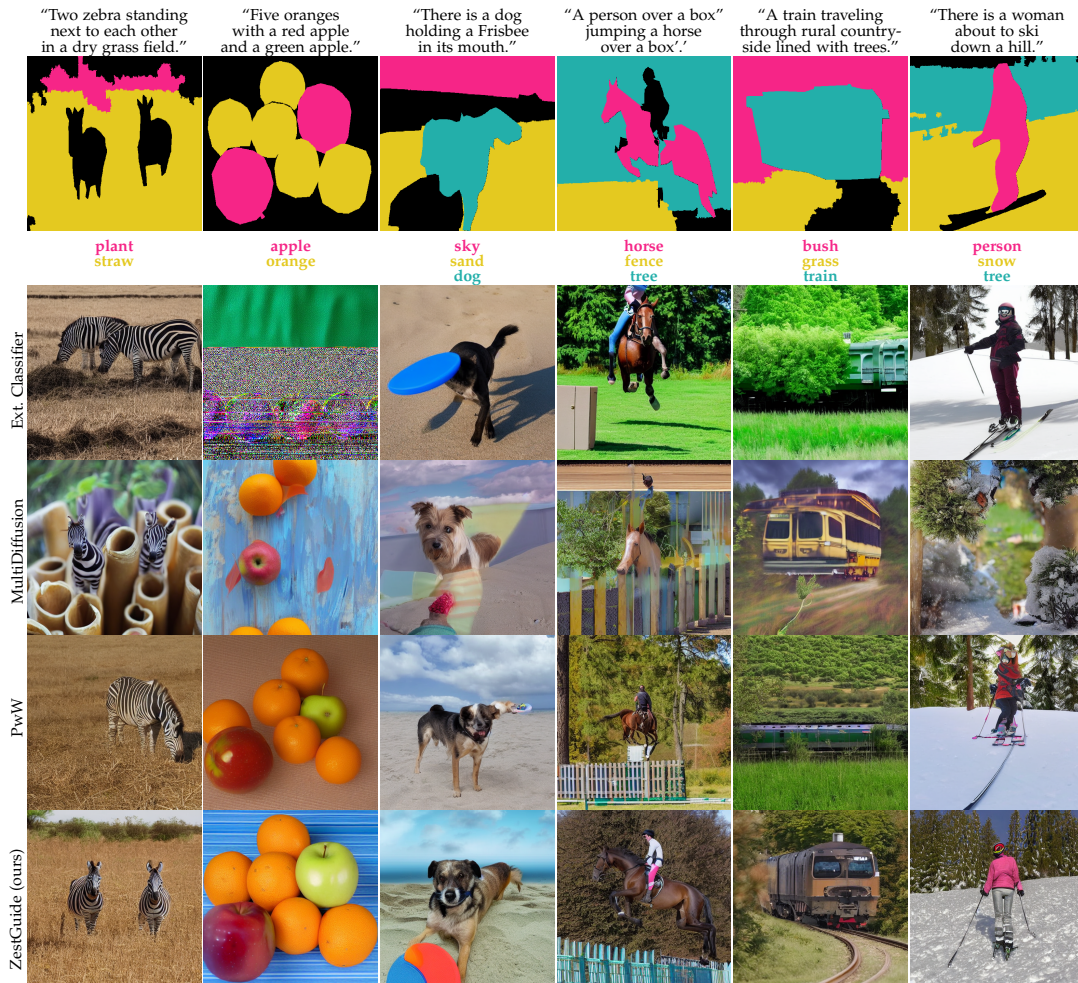 “Two zebra standing
next to each other
in a dry grass field.”
“Five oranges
with a red apple
and a green apple.”
“There is a dog
holding a Frisbee
in its mouth.”
“A person over a box”
jumping a horse
over a box’.’
“A train traveling
through rural country-
side lined with trees.”
“There is a woman
about to ski
down a hill.”
plant
straw
apple
orange
sky
sand
dog
horse
fence
tree
bush
grass
train
person
snow
tree
Ext. Classifier
MultiDiffusion
PwW
ZestGuide (ours)